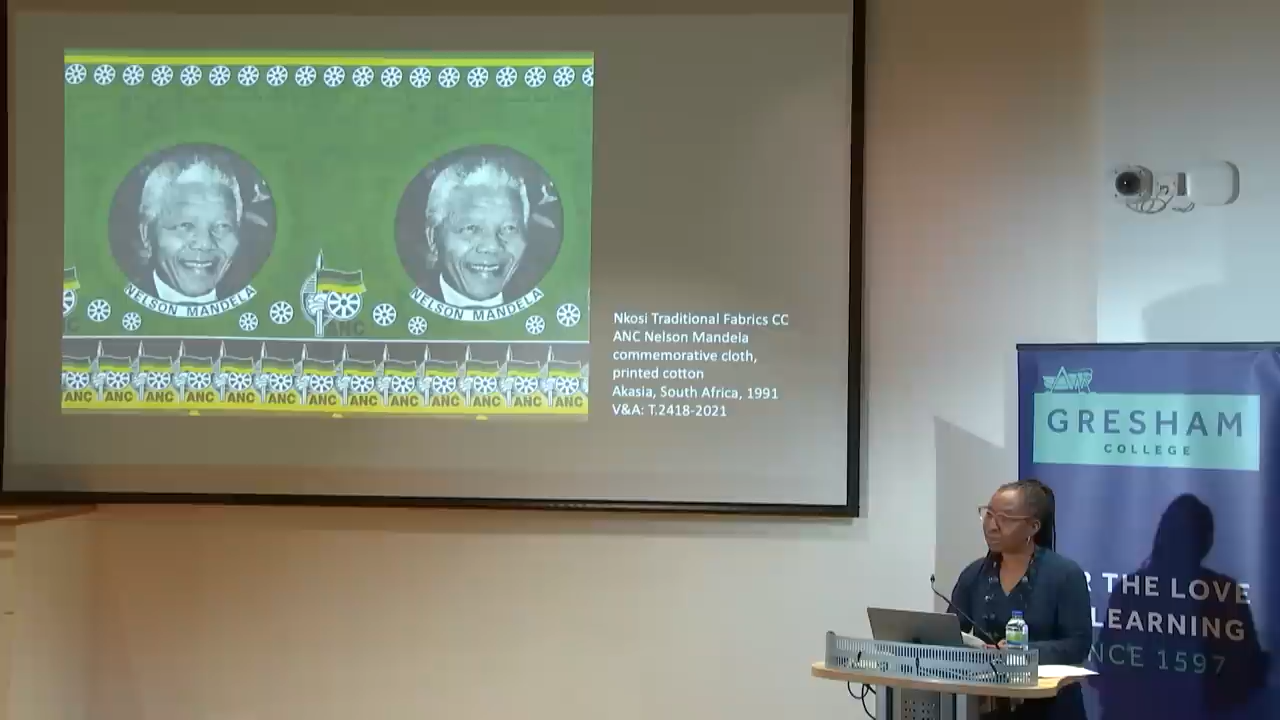 NELSON MANDELA
NELSON MANDELA
ANC
ANC ANC ANC ANC ANC ANC ANC ANC ANC ANC ANC ANC ANC
Nkosi Traditional Fabrics CC
ANC Nelson Mandela
commemorative cloth,
printed cotton
Akasia, South Africa, 1991
V&A: T.2418-2021
GRESHAM
COLLEGE
R THE LOVE
LEARNING
NCE 1597